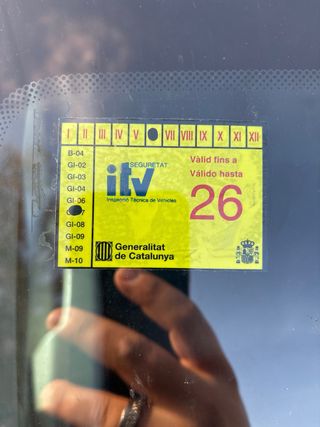 I II III IV V VII VIII IX X XI XII
B-04
GI-02
GI-03
GI-04
GI-06
7
GI-08
GI-09
M-09
M-10
SEGURETAT
itv
Inspecció Tècnica de Vehicles
Vàlid fins a
Válido hasta
26
Generalitat
de Catalunya